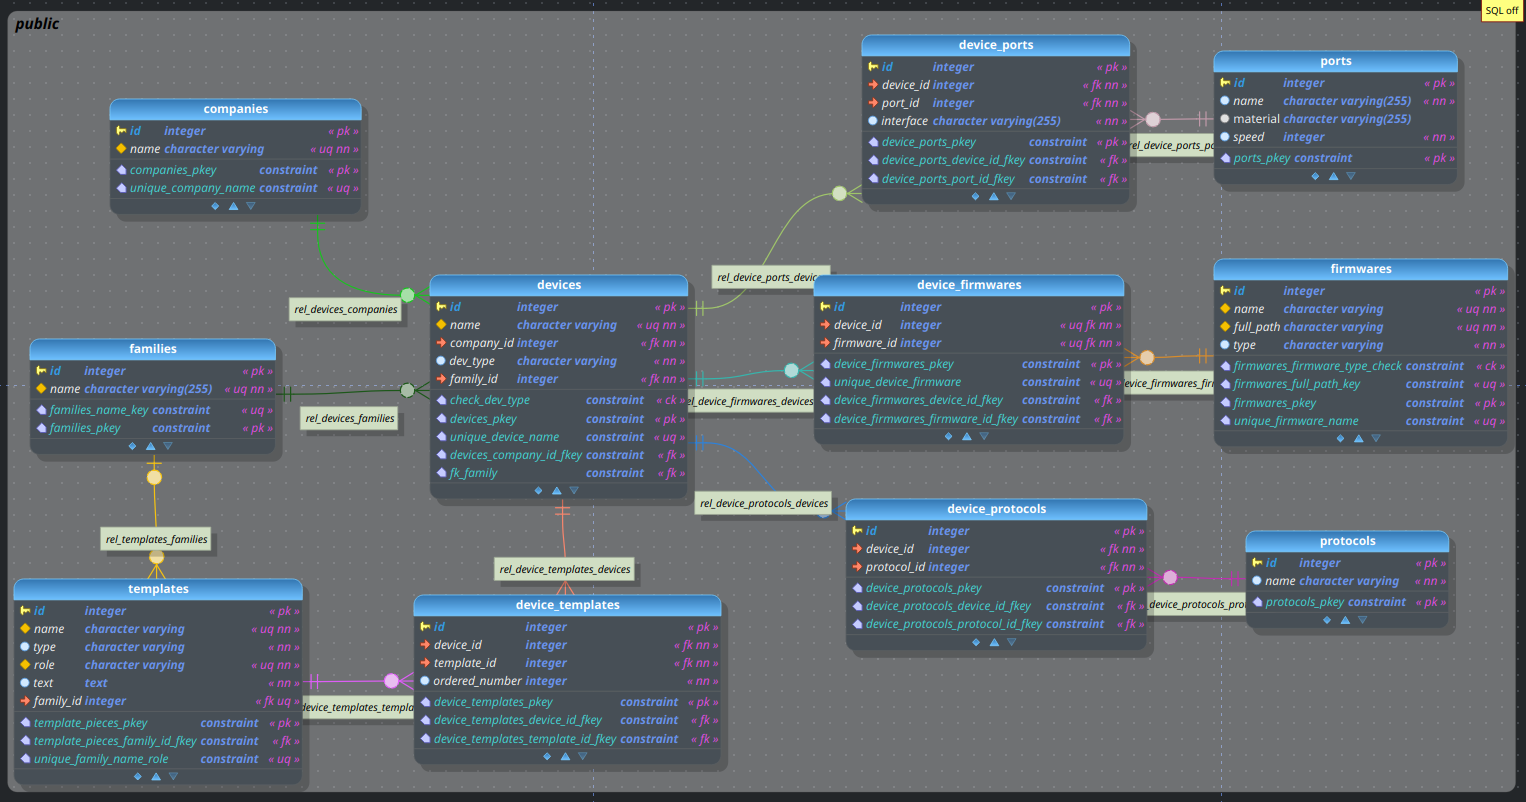 public
SQL off
companies
id integer « pk »
name character varying « uq nn »
companies_pkey constraint « pk »
unique_company_name constraint « uq »
device_ports
id integer « pk »
device_id integer « fk nn »
port_id integer « fk nn »
interface character varying(255) « nn »
device_ports_pkey constraint « pk »
device_ports_device_id_fkey constraint « fk »
device_ports_port_id_fkey constraint « fk »
ports
id integer « pk »
name character varying(255) « nn »
material character varying(255)
speed integer « nn »
ports_pkey constraint « pk »
rel_devices_companies
rel_device_ports_devic
families
id integer « pk »
name character varying(255) « uq nn »
families_name_key constraint « uq »
families_pkey constraint « pk »
rel_devices_families
devices
id integer « pk »
name character varying « uq nn »
company_id integer « fk nn »
dev_type character varying « nn »
family_id integer « fk nn »
check_dev_type constraint « ck »
devices_pkey constraint « pk »
unique_device_name constraint « uq »
devices_company_id_fkey constraint « fk »
fk_family constraint « fk »
device_firmwares
id integer « pk »
device_id integer « uq fk nn »
firmware_id integer « uq fk nn »
device_firmwares_pkey constraint « pk »
unique_device_firmware constraint « uq »
device_firmwares_device_id_fkey constraint « fk »
device_firmwares_firmware_id_fkey constraint « fk »
firmwares
id integer « pk »
name character varying « uq nn »
full_path character varying « uq nn »
type character varying « nn »
firmwares_firmware_type_check constraint « ck »
firmwares_full_path_key constraint « uq »
firmwares_pkey constraint « pk »
unique_firmware_name constraint « uq »
rel_device_protocols_devices
rel_templates_families
rel_device_templates_devices
templates
id integer « pk »
name character varying « uq nn »
type character varying « nn »
role character varying « uq nn »
text text « nn »
family_id integer « fk uq »
template_pieces_pkey constraint « pk »
template_pieces_family_id_fkey constraint « fk »
unique_family_name_role constraint « uq »
device_templates
id integer « pk »
device_id integer « fk nn »
template_id integer « fk nn »
ordered_number integer « nn »
device_templates_pkey constraint « pk »
device_templates_device_id_fkey constraint « fk »
device_templates_template_id_fkey constraint « fk »
device_protocols
id integer « pk »
device_id integer « fk nn »
protocol_id integer « fk nn »
device_protocols_pkey constraint « pk »
device_protocols_device_id_fkey constraint « fk »
device_protocols_protocol_id_fkey constraint « fk »
protocols
id integer « pk »
name character varying « nn »
protocols_pkey constraint « pk »